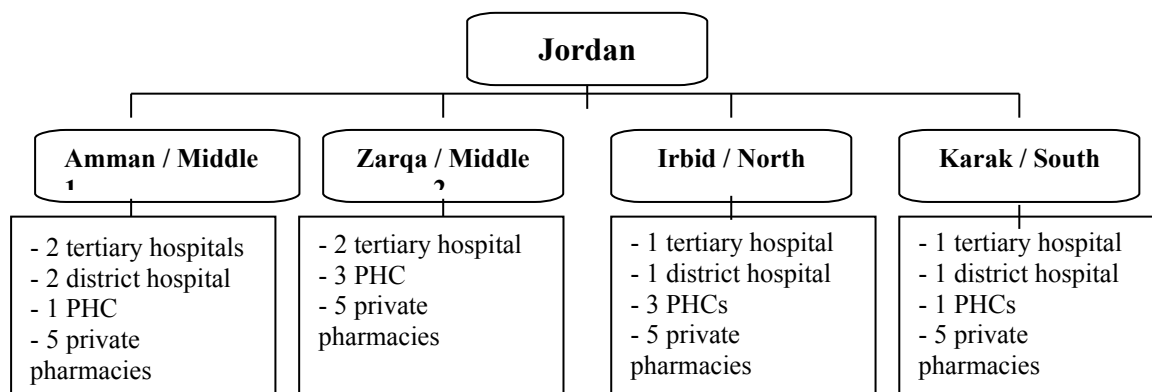 Jordan
Amman / Middle
1
Zarqa / Middle
2
Irbid / North
Karak / South
- 2 tertiary hospitals
- 2 district hospital
- 1 PHC
- 5 private
pharmacies
- 2 tertiary hospital
- 3 PHC
- 5 private
pharmacies
- 1 tertiary hospital
- 1 district hospital
- 3 PHCs
- 5 private
pharmacies
- 1 tertiary hospital
- 1 district hospital
- 1 PHCs
- 5 private
pharmacies